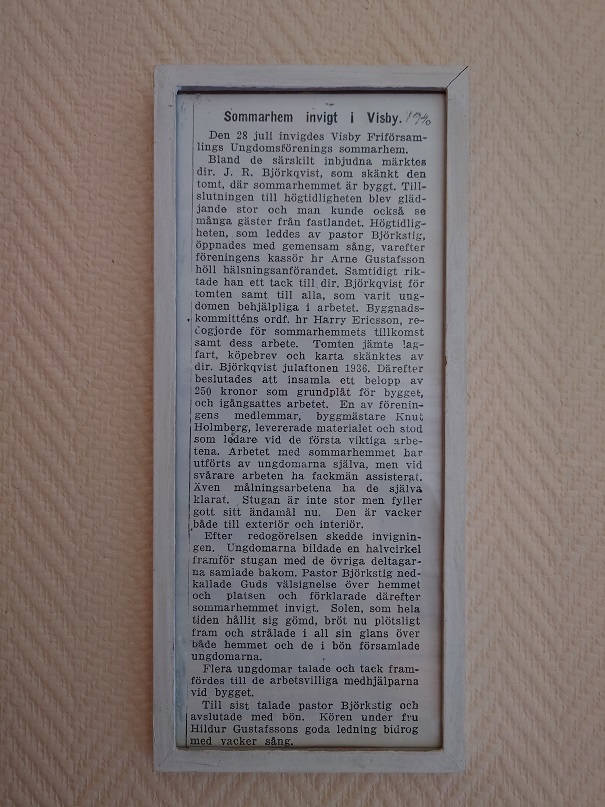 Sommarhem invigt i Visby. 1940
Den 28 juli invigdes Visby Friförsam-
lings Ungdomsförenings sommarhem.
Bland de särskilt inbjudna märktes
dir. J. R. Björkqvist, som skänkt den
tomt, där sommarhemmet är byggt. Till-
slutningen till högtidligheten blev gläd-
jande stor och man kunde också se
många gäster från fastlandet. Högtidlig-
heten, som leddes av pastor Björkstig,
öppnades med gemensam sång, varefter
föreningens kassör hr Arne Gustafsson
höll hälsningsanförandet. Samtidigt rik-
tade han ett tack till dir. Björkqvist för
tomten samt till alla, som varit ung-
domen behjälpliga i arbetet. Byggnads-
kommitténs ordf. hr Harry Ericsson, re-
dogjorde för sommarhemmets tillkomst
samt dess arbete. Tomten jämte lag-
fart, köpebrev och karta skänktes av
dir. Björkqvist julaftonen 1936. Därefter
beslutades att insamla ett belopp av
250 kronor som grundplåt för bygget,
och igångsattes arbetet. En av förenin-
gens medlemmar, byggmästare Knut
Holmberg, levererade materialet och stod
som ledare vid de första viktiga arbe-
tena. Arbetet med sommarhemmet har
utförts av ungdomarna själva, men vid
svårare arbeten ha fackmän assisterat.
Även målningsarbetena ha de själva
klarat. Stugan är inte stor men fyller
gott sitt ändamål nu. Den är vacker
både till exteriör och interiör.
Efter redogörelsen skedde invignin-
gen. Ungdomarna bildade en halvcirkel
framför stugan med de övriga deltagar-
na samlade bakom. Pastor Björkstig ned-
kallade Guds välsignelse över hemmet
och platsen och förklarade därefter
sommarhemmet invigt. Solen, som hela
tiden hållit sig gömd, bröt nu plötsligt
fram och strålade i all sin glans över
både hemmet och de i bön församlade
ungdomarna.
Flera ungdomar talade och tack fram-
fördes till de arbetsvilliga medhjälparna
vid bygget.
Till sist talade pastor Björkstig och
avslutade med bön. Kören under fru
Hildur Gustafssons goda ledning bidrog
med vacker sång.